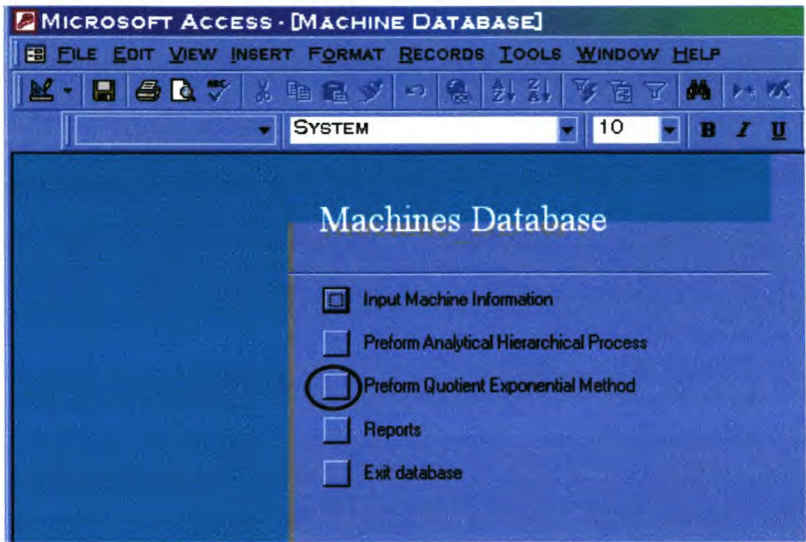 MICROSOFT ACCESS - [MACHINE DATABASE]
FILE EDIT VIEW INSERT FORMAT RECORDS TOOLS WINDOW HELP
ABC A Z Z A
SYSTEM 10 B I U
Machines Database
Input Machine Information
Preform Analytical Hierarchical Process
Preform Quotient Exponential Method
Reports
Exit database